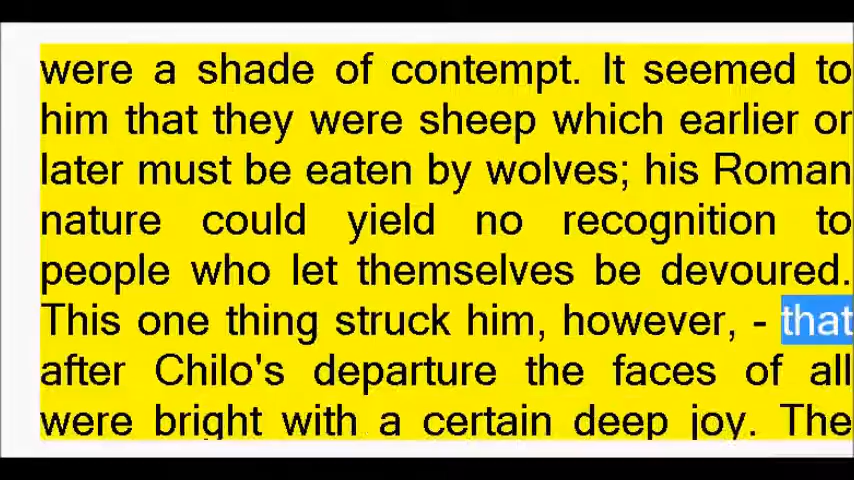 were a shade of contempt. It seemed to
him that they were sheep which earlier or
later must be eaten by wolves; his Roman
nature could yield no recognition to
people who let themselves be devoured.
This one thing struck him, however, - that
after Chilo's departure the faces of all
were bright with a certain deep joy. The